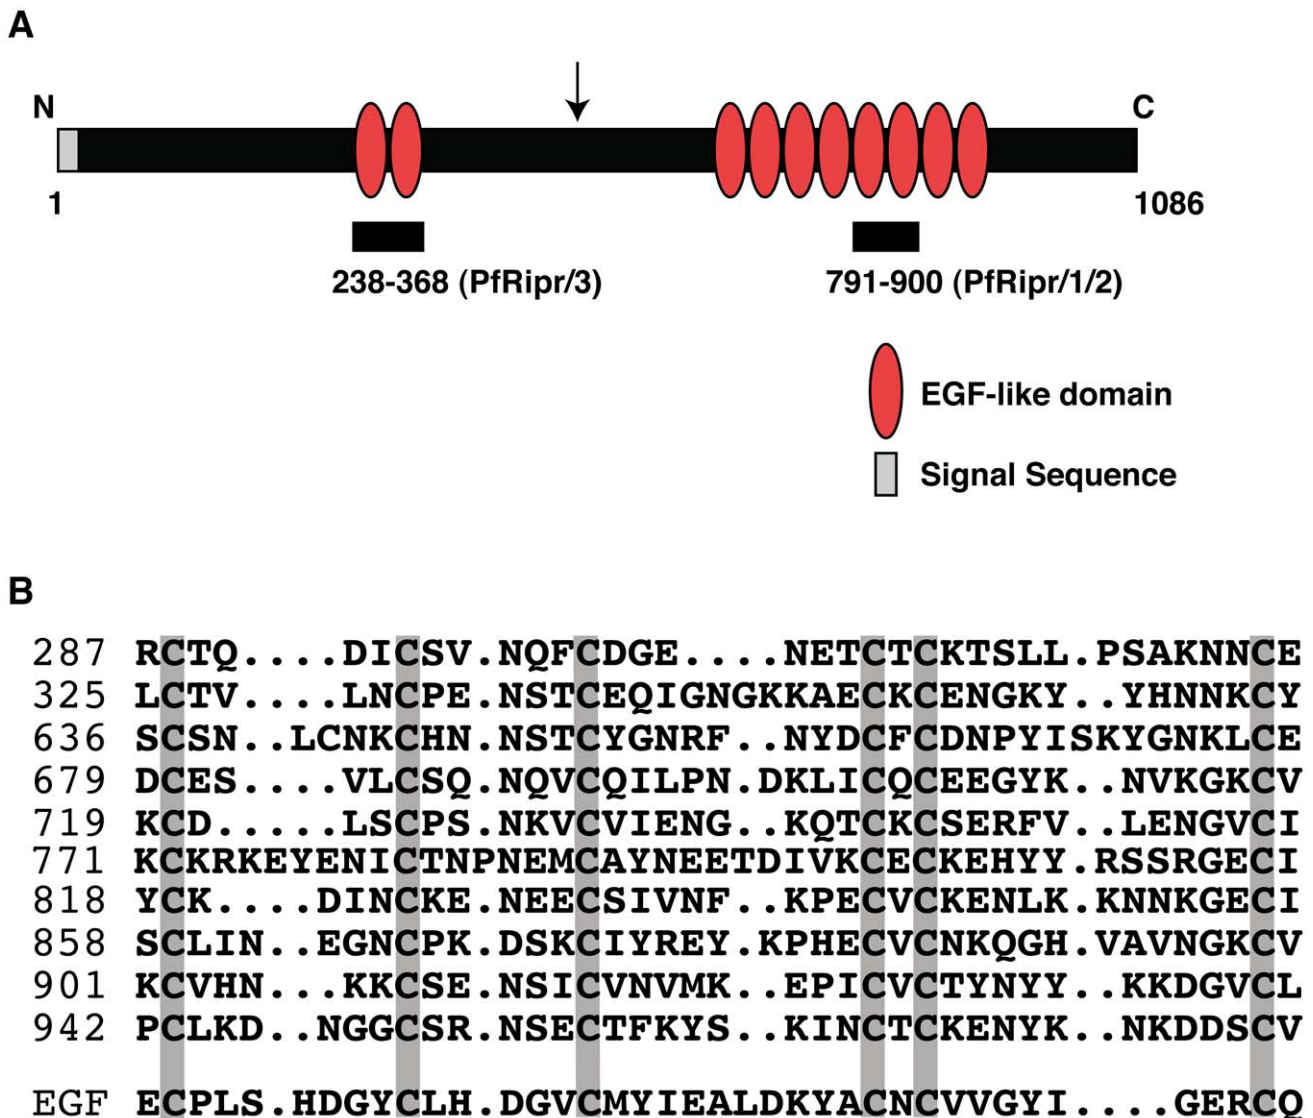 A
N
C
1
1086
238-368 (PfRipr/3)
791-900 (PfRipr/1/2)
EGF-like domain
Signal Sequence
B
287 RCTQ....DICSV.NQFCDGE....NETCTCKTSLL.PSAKNNCE
325 LCTV....LNCPE.NSTCEQIGNGKKAECKCENGKY..YHNNKCY
636 SCSN..LCNKCHN.NSTCYGNRF..NYDCFCDNPYISKYGNKLCE
679 DCES....VLCSQ.NQVCQILPN.DKLICQCEEGYK..NVKGKCV
719 KCD.....LSCPS.NKVCVIENG..KQTCKCSERFV..LENGVCI
771 KCKRKEYENICTNPNEMCAYNEETDIVKCECKEHYY.RSSRGECI
818 YCK....DINCKE.NEECSIVNF..KPECVCKENLK.KNNKGECI
858 SCLIN..EGNCPK.DSKCIYREY.KPHECVCNKQGH.VAVNGKCV
901 KCVHN...KKCSE.NSICVNVMK..EPICVCTYNYY..KKDGVCL
942 PCLKD..NGGCSR.NSECTFKYS..KINCTCKENYK..NKDDSCV
EGF ECPLS.HDGYCLH.DGVCMYIEALDKYACNCVVGYI....GERCQ